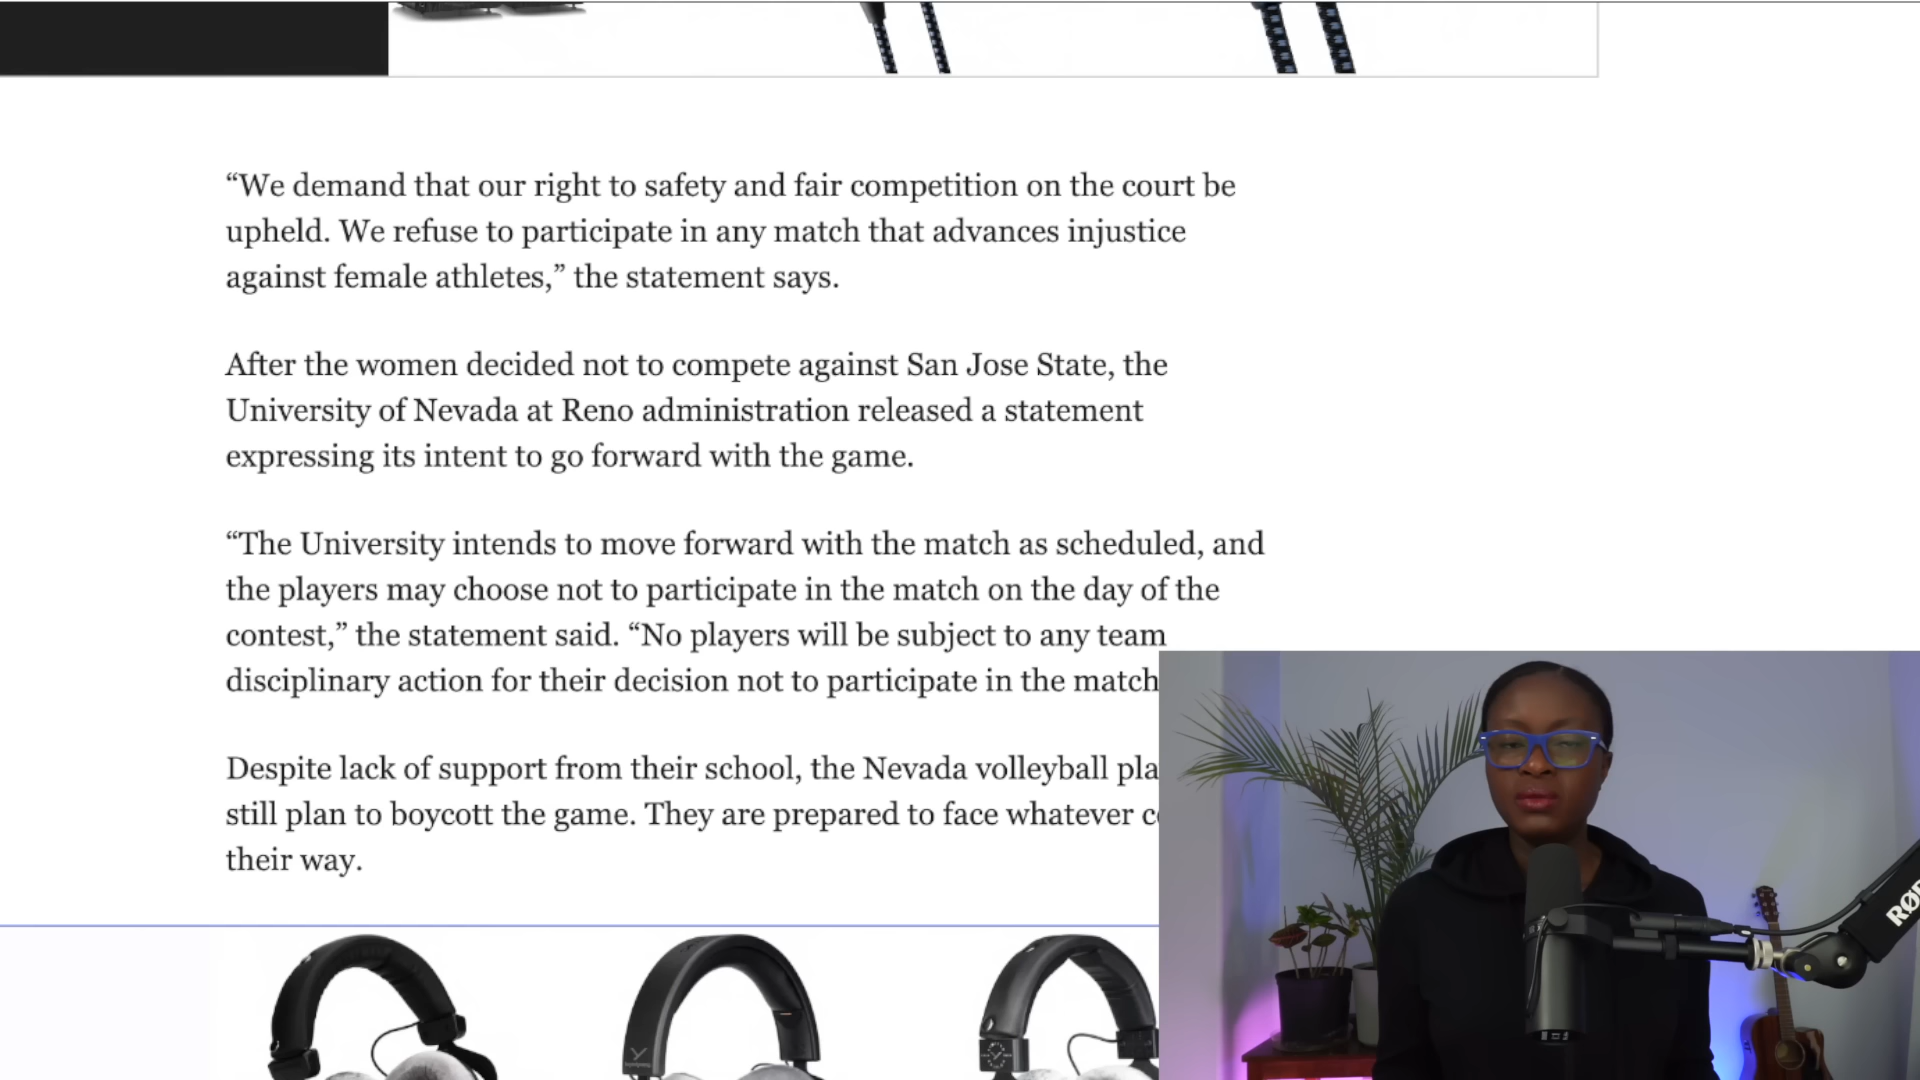 “We demand that our right to safety and fair competition on the court be
upheld. We refuse to participate in any match that advances injustice
against female athletes,” the statement says.
After the women decided not to compete against San Jose State, the
University of Nevada at Reno administration released a statement
expressing its intent to go forward with the game.
“The University intends to move forward with the match as scheduled, and
the players may choose not to participate in the match on the day of the
contest,” the statement said. “No players will be subject to any team
disciplinary action for their decision not to participate in the match
Despite lack of support from their school, the Nevada volleyball pla
still plan to boycott the game. They are prepared to face whatever c
their way.
RØD